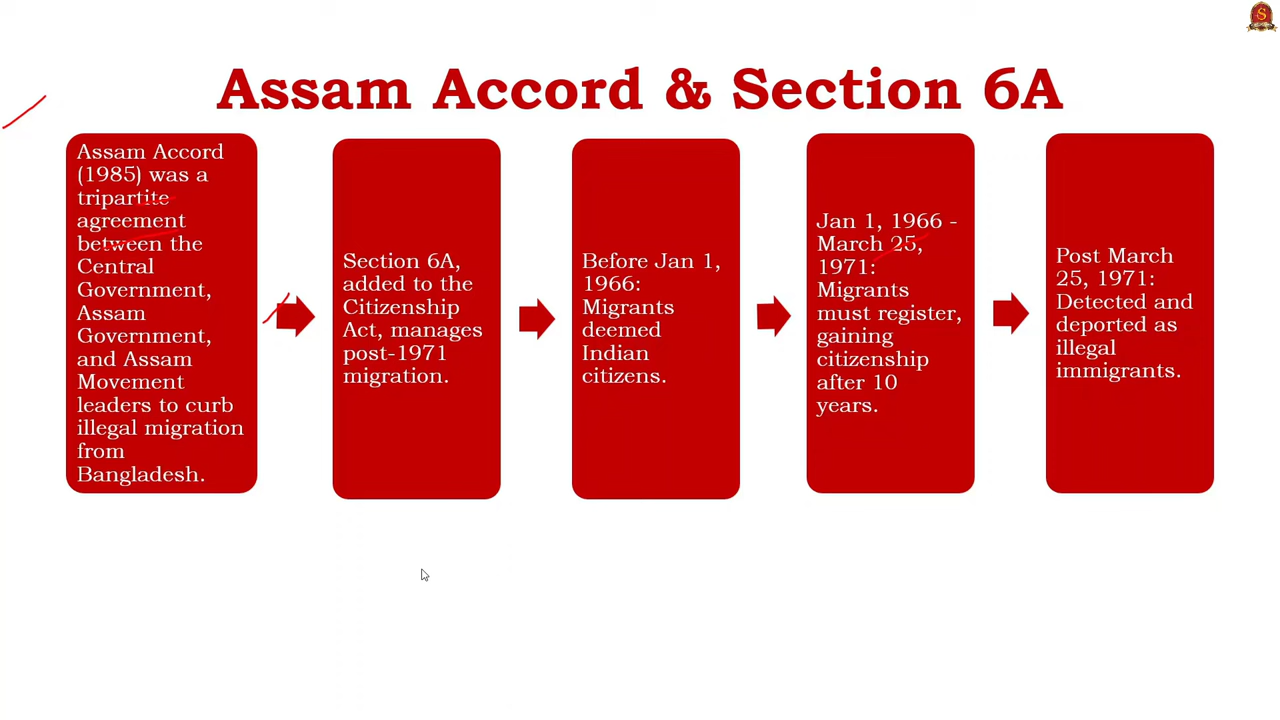 Assam Accord & Section 6A
Assam Accord
(1985) was a
tripartite
agreement
between the
Central
Government,
Assam
Government,
and Assam
Movement
leaders to curb
illegal migration
from
Bangladesh.
Section 6A,
added to the
Citizenship
Act, manages
post-1971
migration.
Before Jan 1,
1966:
Migrants
deemed
Indian
citizens.
Jan 1, 1966 -
March 25,
1971:
Migrants
must register,
gaining
citizenship
after 10
years.
Post March
25, 1971:
Detected and
deported as
illegal
immigrants.
S